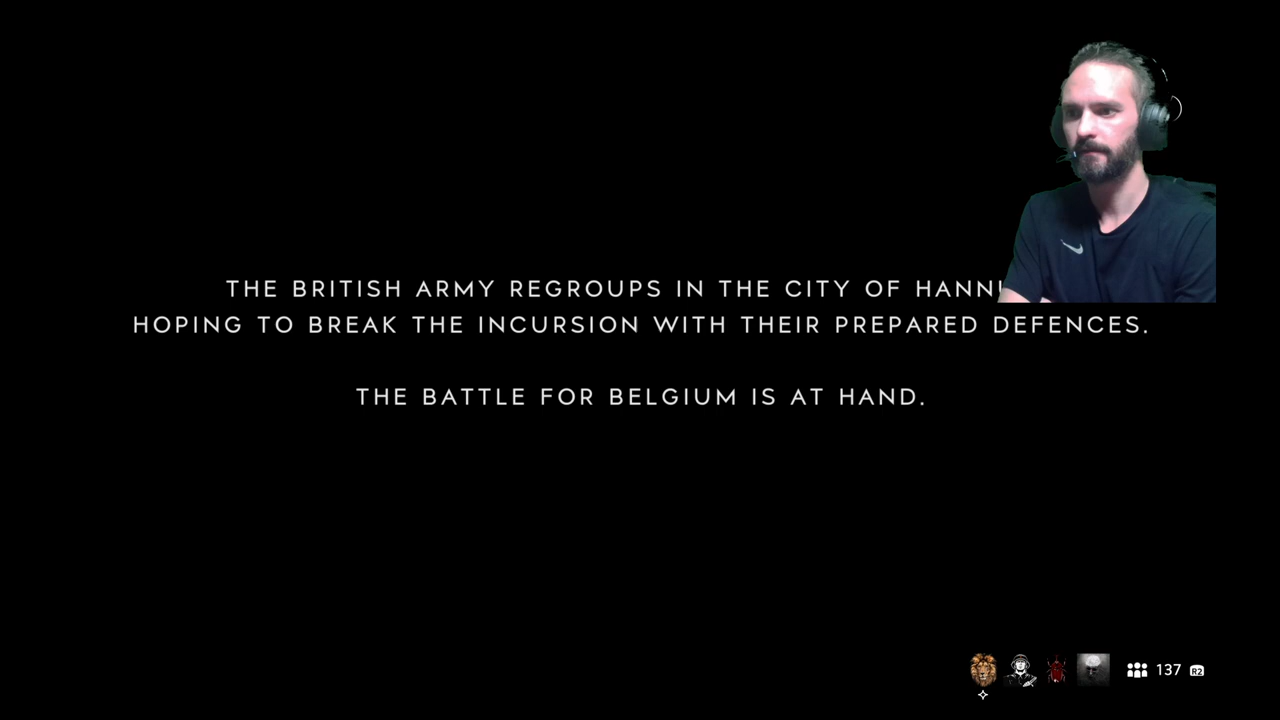 THE BRITISH ARMY REGROUPS IN THE CITY OF
HOPING TO BREAK THE INCURSION WITH THEIR PREPARED DEFENCES.
THE BATTLE FOR BELGIUM IS AT HAND.
137 R2